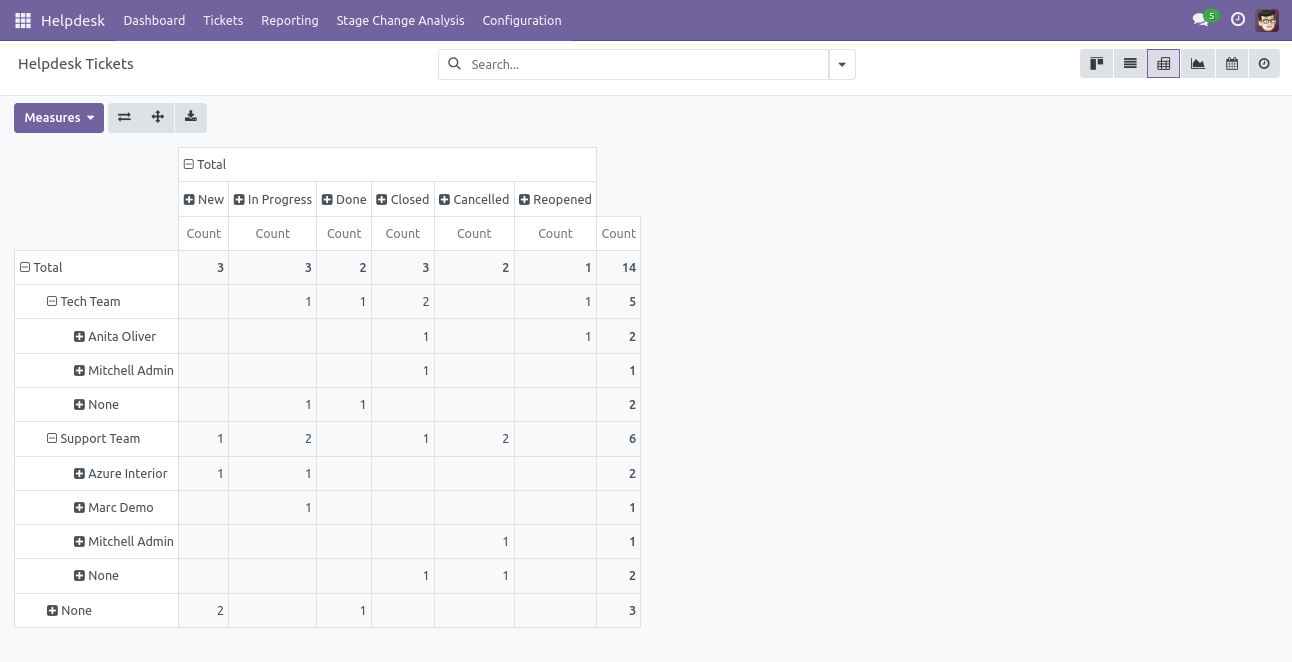 Helpdesk Dashboard Tickets Reporting Stage Change Analysis Configuration 5
Helpdesk Tickets Search...
Measures
Total
New In Progress Done Closed Cancelled Reopened
Count Count Count Count Count Count Count
Total 3 3 2 3 2 1 14
Tech Team 1 1 2 1 5
Anita Oliver 1 1 2
Mitchell Admin 1 1
None 1 1 2
Support Team 1 2 1 2 6
Azure Interior 1 1 2
Marc Demo 1 1
Mitchell Admin 1 1
None 1 1 2
None 2 1 3